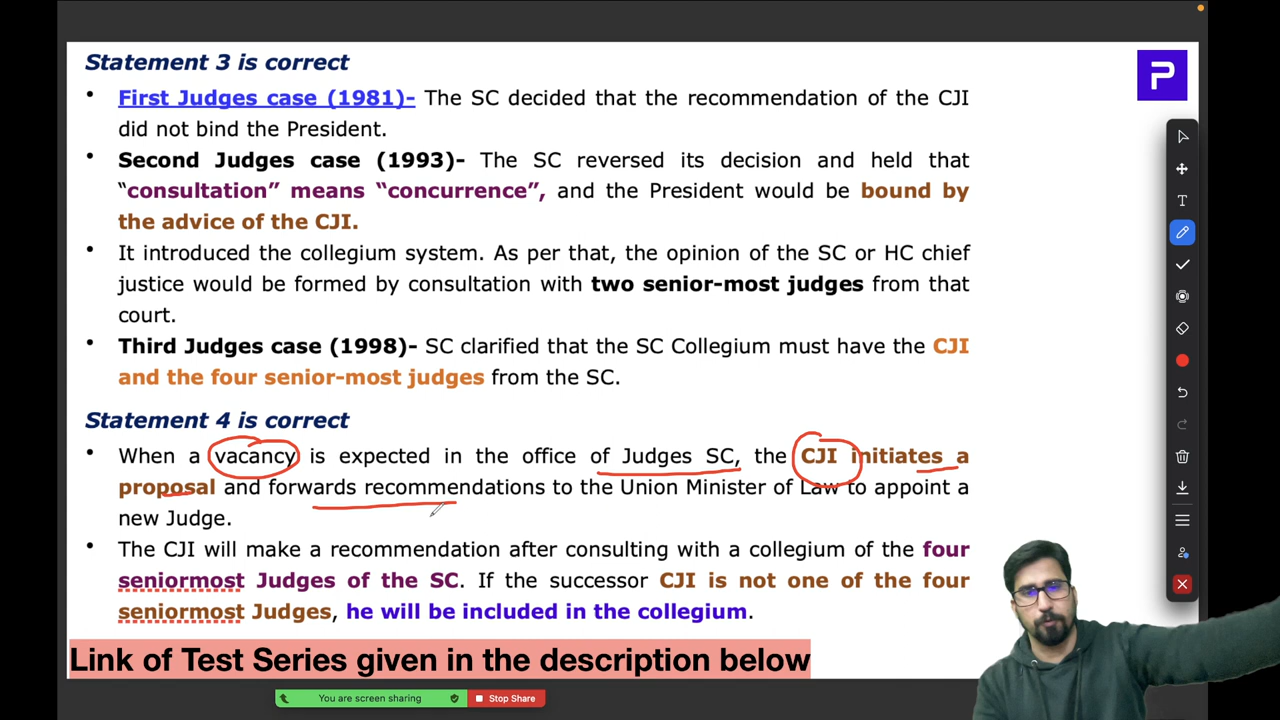 Statement 3 is correct
• First Judges case (1981)- The SC decided that the recommendation of the CJI
did not bind the President.
• Second Judges case (1993)- The SC reversed its decision and held that
“consultation” means “concurrence”, and the President would be bound by
the advice of the CJI.
• It introduced the collegium system. As per that, the opinion of the SC or HC chief
justice would be formed by consultation with two senior-most judges from that
court.
• Third Judges case (1998)- SC clarified that the SC Collegium must have the CJI
and the four senior-most judges from the SC.
Statement 4 is correct
• When a vacancy is expected in the office of Judges SC, the CJI initiates a
proposal and forwards recommendations to the Union Minister of Law to appoint a
new Judge.
• The CJI will make a recommendation after consulting with a collegium of the four
seniormost Judges of the SC. If the successor CJI is not one of the four
seniormost Judges, he will be included in the collegium.
Link of Test Series given in the description below
You are screen sharing
Stop Share
P
T